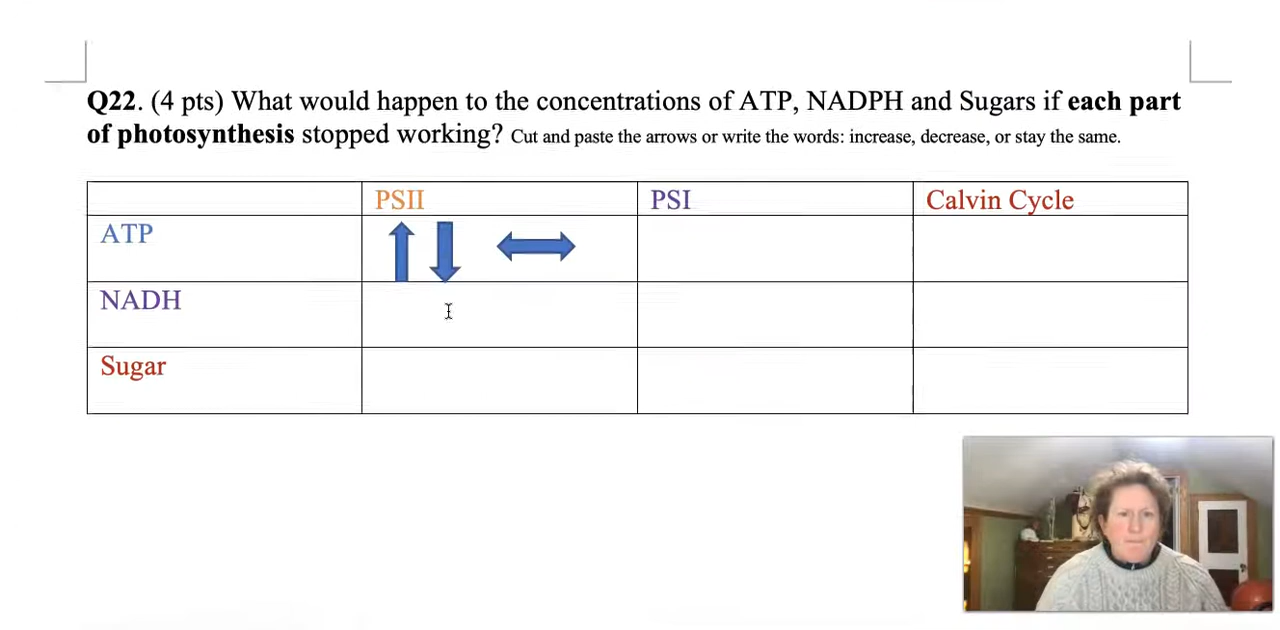 Q22. (4 pts) What would happen to the concentrations of ATP, NADPH and Sugars if each part
of photosynthesis stopped working? Cut and paste the arrows or write the words: increase, decrease, or stay the same.
PSII PSI Calvin Cycle
ATP
NADH
Sugar